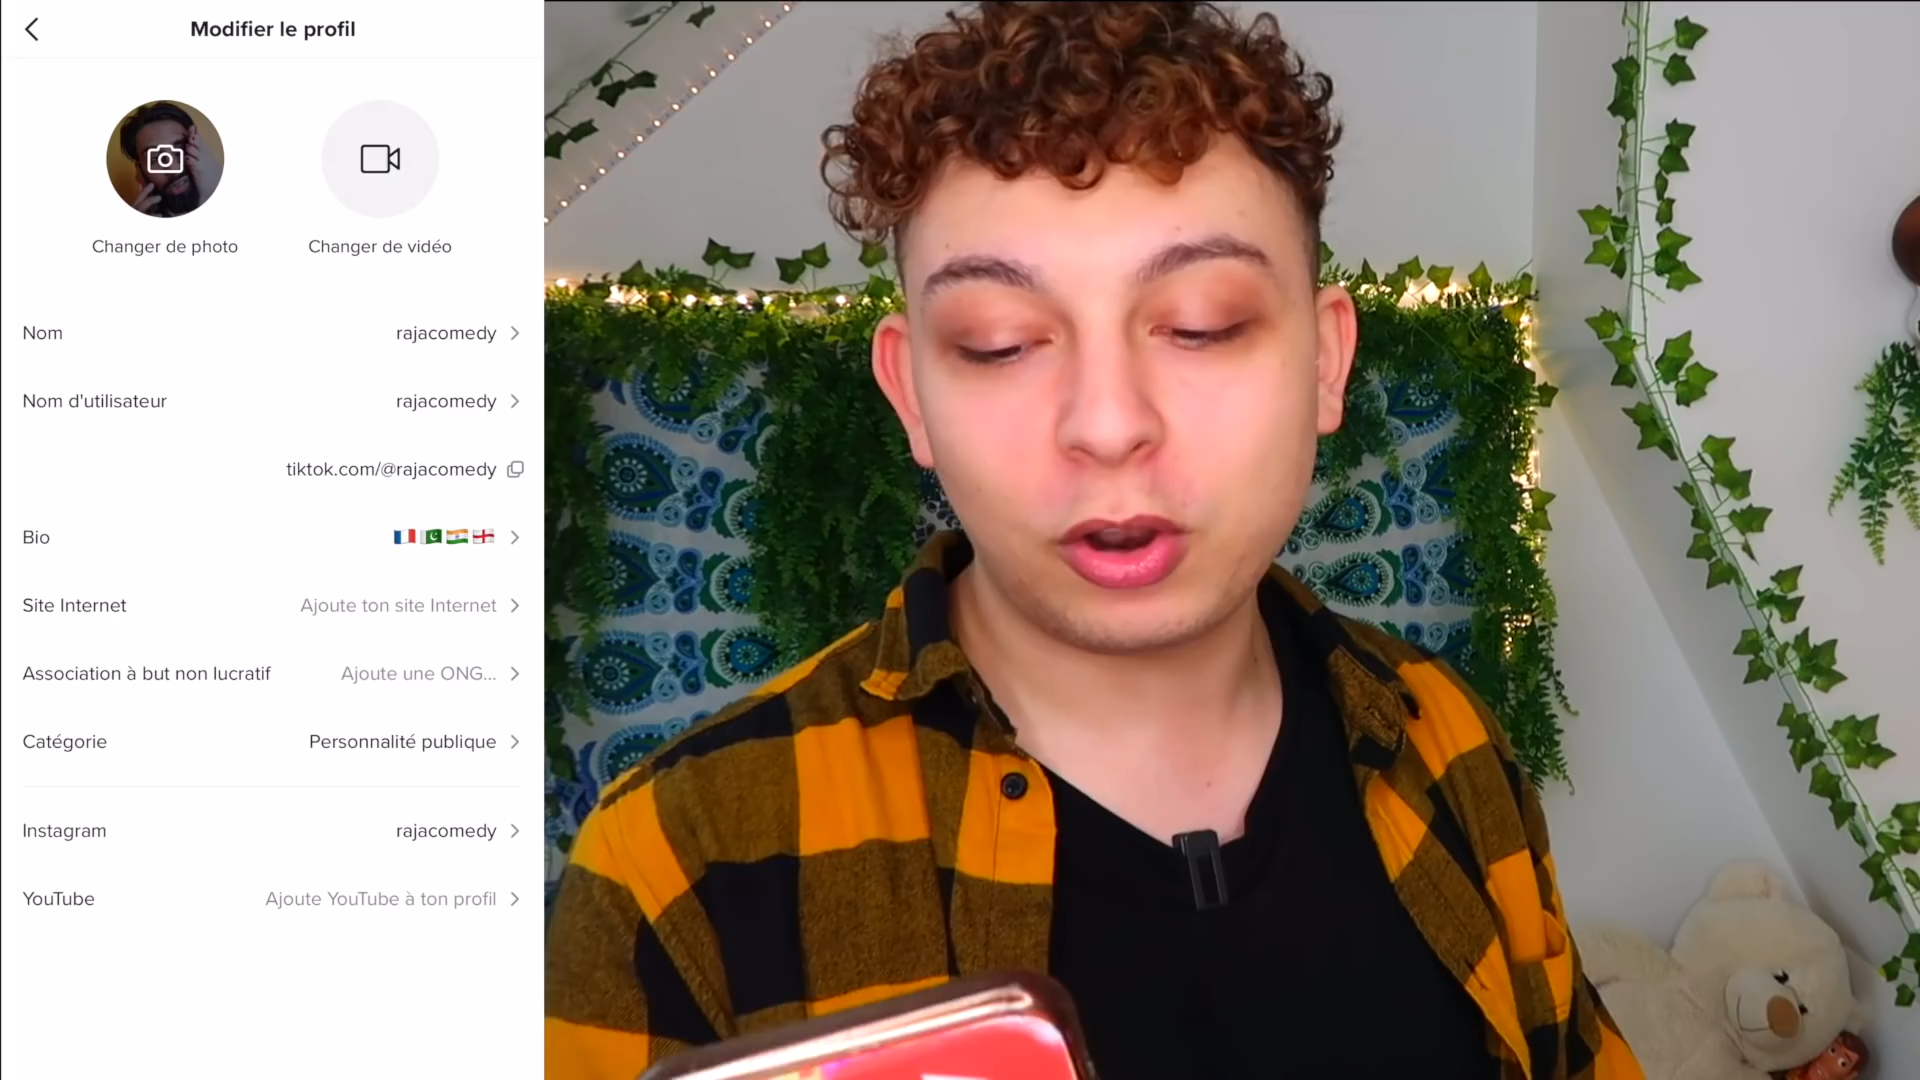 Modifier le profil
Changer de photo
Changer de vidéo
Nom rajacomedy
Nom d'utilisateur rajacomedy
tiktok.com/@rajacomedy
Bio 🇫🇷🇵🇰🇮🇳🏴󠁧󠁢󠁥󠁮󠁧󠁿
Site Internet Ajoute ton site Internet
Association à but non lucratif Ajoute une ONG...
Catégorie Personnalité publique
Instagram rajacomedy
YouTube Ajoute YouTube à ton profil